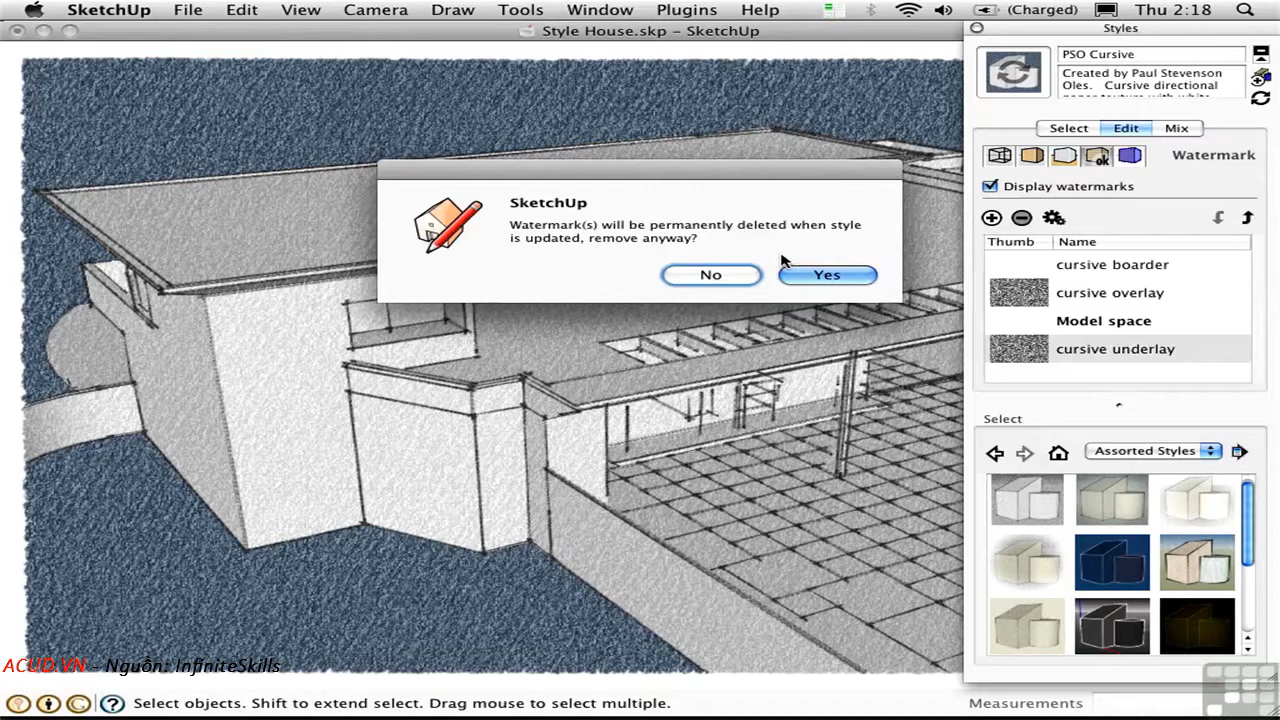 SketchUp File Edit View Camera Draw Tools Window Plugins Help (Charged) Thu 2:18
Style House.skp – SketchUp
Styles
PSO Cursive
Created by Paul Stevenson
Oles. Cursive directional
Select Edit Mix
Watermark
Display watermarks
Thumb Name
cursive boarder
cursive overlay
Model space
cursive underlay
SketchUp
Watermark(s) will be permanently deleted when style
is updated, remove anyway?
No Yes
Select
Assorted Styles
ACUD.VN - Nguồn: InfiniteSkills
Select objects. Shift to extend select. Drag mouse to select multiple.
Measurements